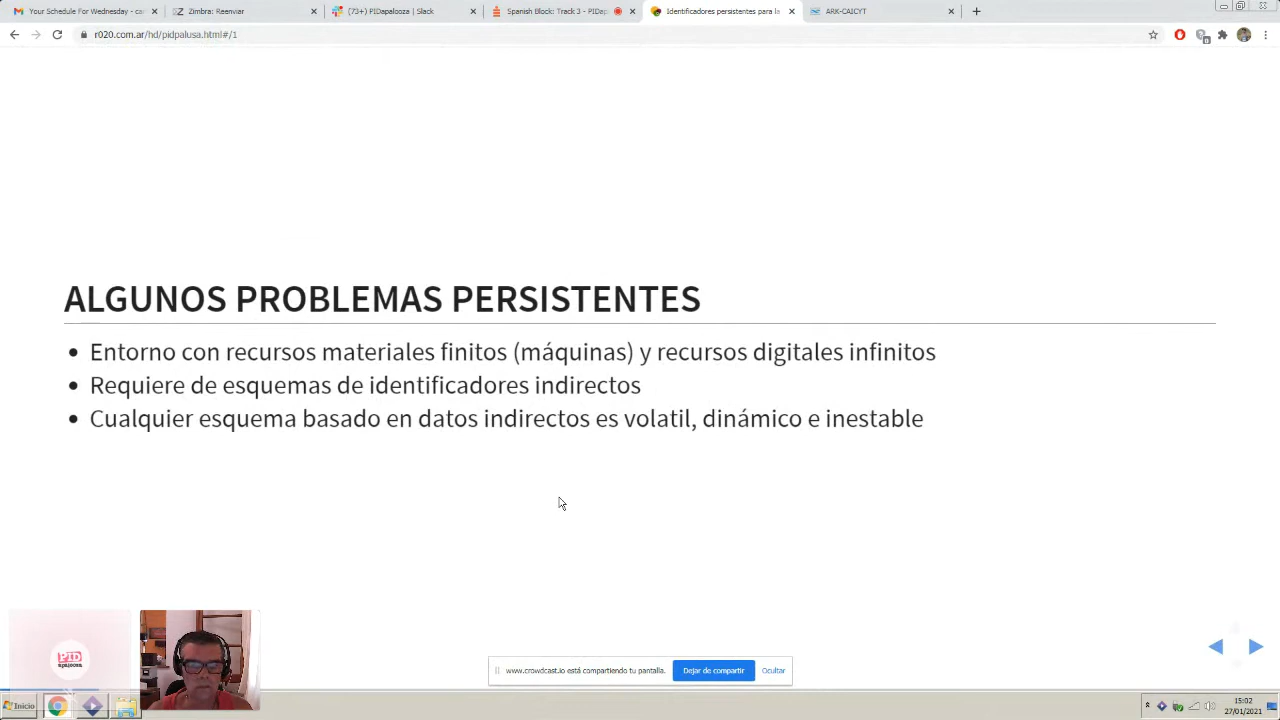 Your Schedule For Wednesday - ca
Zimbra: Reenviar
(73+) PIDapalooza | Slack
Spanish Block: Track 3 - PIDap
Identificadores persistentes para la
ARK-CAICYT
r020.com.ar/hd/pidpalusa.html#/1
ALGUNOS PROBLEMAS PERSISTENTES
Entorno con recursos materiales finitos (máquinas) y recursos digitales infinitos
Requiere de esquemas de identificadores indirectos
Cualquier esquema basado en datos indirectos es volatil, dinámico e inestable
PID
apalooza
www.crowdcast.io está compartiendo tu pantalla.
Dejar de compartir
Ocultar
Inicio
15:02
27/01/2021